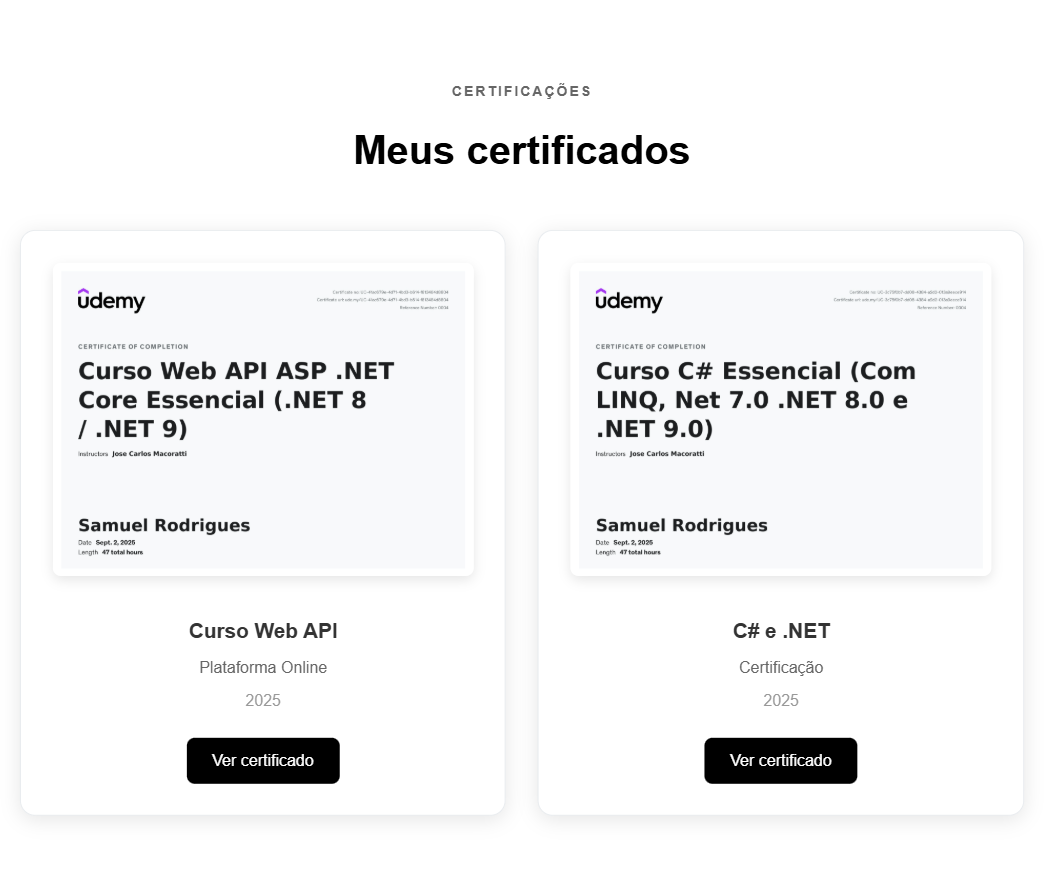 CERTIFICAÇÕES
Meus certificados
udemy
CERTIFICATE OF COMPLETION
Curso Web API ASP .NET
Core Essencial (.NET 8
/ .NET 9)
Instructors Jose Carlos Macoratti
Samuel Rodrigues
Date Sept. 2, 2025
Length 47 total hours
Curso Web API
Plataforma Online
2025
Ver certificado
udemy
CERTIFICATE OF COMPLETION
Curso C# Essencial (Com
LINQ, Net 7.0 .NET 8.0 e
.NET 9.0)
Instructors Jose Carlos Macoratti
Samuel Rodrigues
Date Sept. 2, 2025
Length 47 total hours
C# e .NET
Certificação
2025
Ver certificado